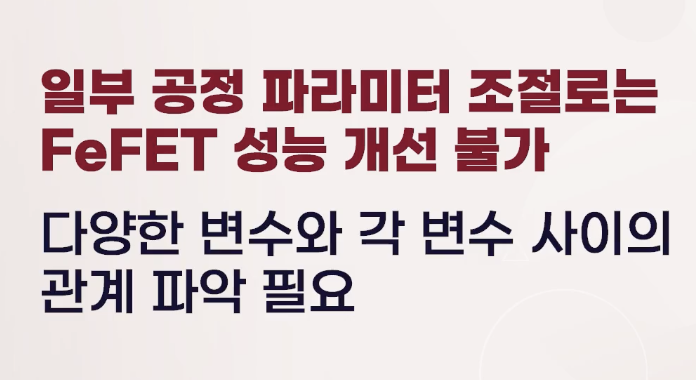 일부 공정 파라미터 조절로는
FeFET 성능 개선 불가
다양한 변수와 각 변수 사이의
관계 파악 필요